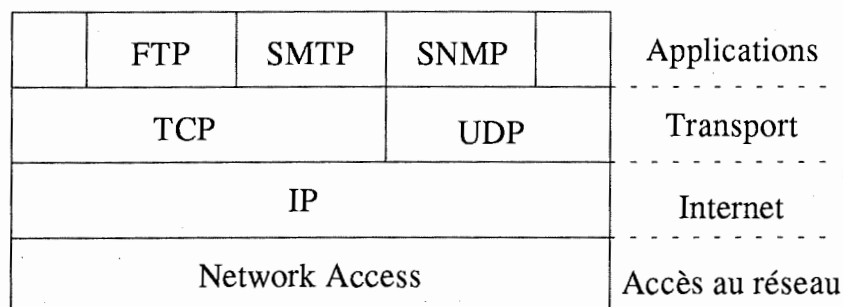 FTP SMTP SNMP Applications
TCP UDP Transport
IP Internet
Network Access Accès au réseau